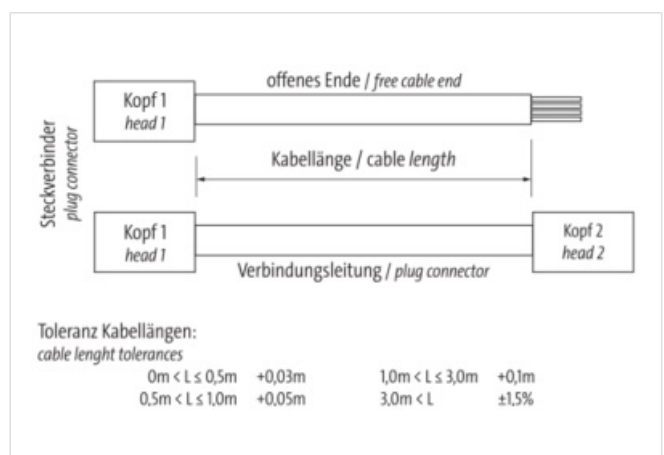 offenes Ende / free cable end
Kopf 1
head 1
Steckverbinder
plug connector
Kabellänge / cable length
Kopf 1
head 1
Kopf 2
head 2
Verbindungsleitung / plug connector
Toleranz Kabellängen:
cable lenght tolerances
0m < L ≤ 0,5m +0,03m 1,0m < L ≤ 3,0m +0,1m
0,5m < L ≤ 1,0m +0,05m 3,0m < L ±1,5%